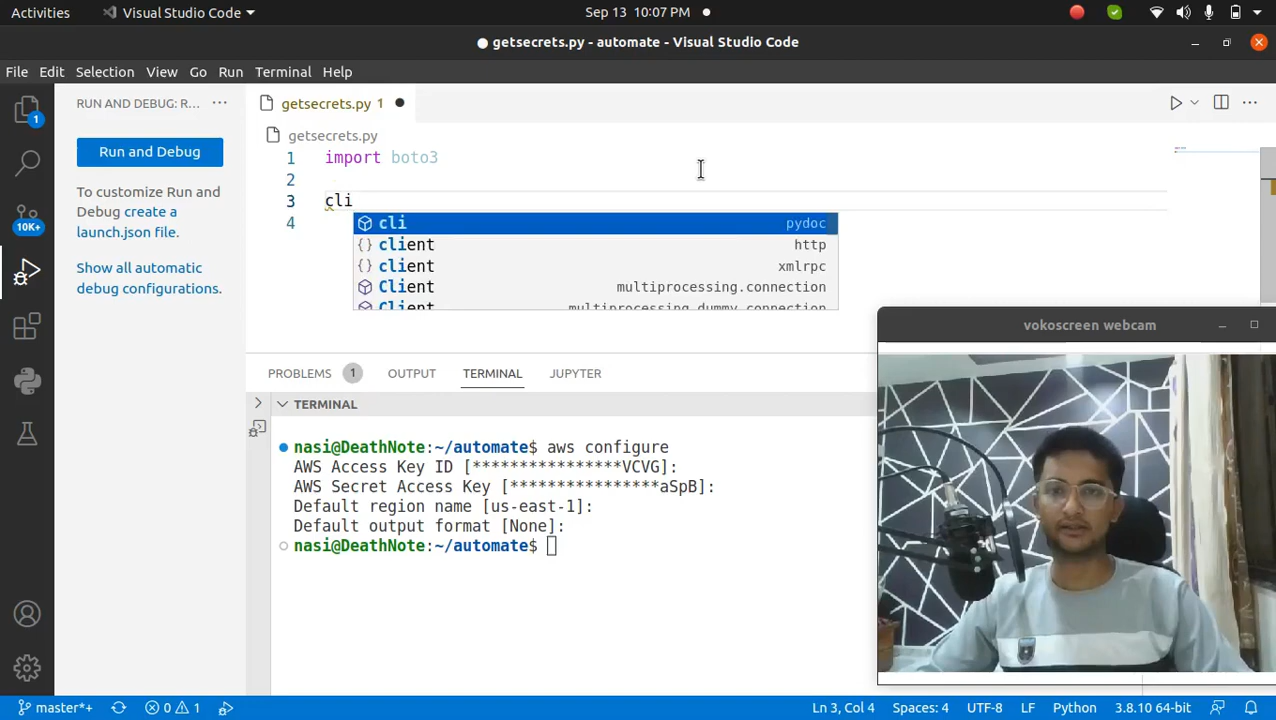 Activities Visual Studio Code Sep 13 10:07 PM
getsecrets.py - automate - Visual Studio Code
File Edit Selection View Go Run Terminal Help
RUN AND DEBUG: R... ··· getsecrets.py 1
getsecrets.py
Run and Debug
To customize Run and
Debug create a
launch.json file.
Show all automatic
debug configurations.
1
10K+
1 import boto3
2
3 cli
4
cli pydoc
client http
client xmlrpc
Client multiprocessing.connection
Client multiprocessing.dummy.connection
vokoscreen webcam
PROBLEMS 1 OUTPUT TERMINAL JUPYTER
TERMINAL
nasi@DeathNote:~/automate$ aws configure
AWS Access Key ID [****************VCVG]:
AWS Secret Access Key [****************aSpB]:
Default region name [us-east-1]:
Default output format [None]:
nasi@DeathNote:~/automate$
master*+ 0 1 Ln 3, Col 4 Spaces: 4 UTF-8 LF Python 3.8.10 64-bit